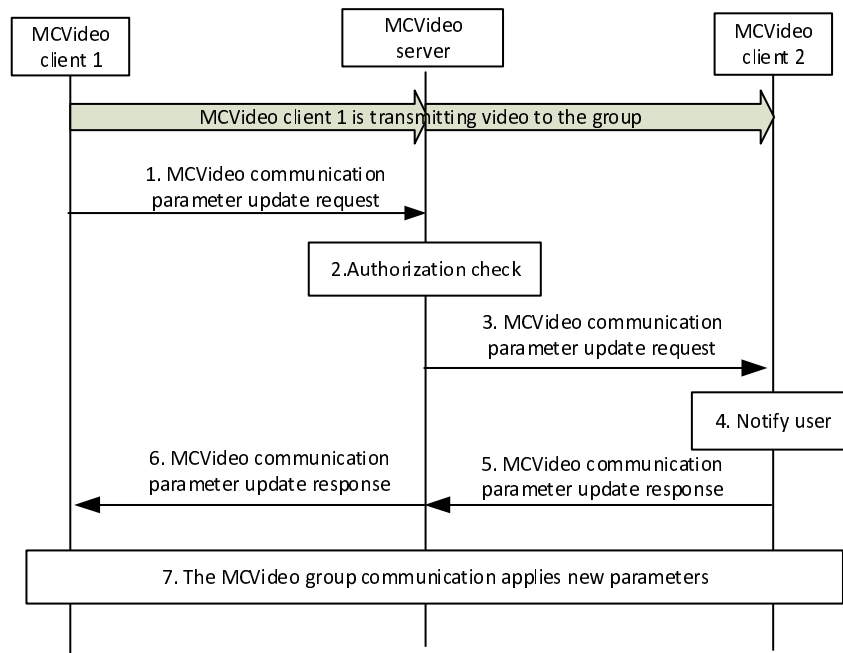 MCVideo
client 1
MCVideo
server
MCVideo
client 2
MCVideo client 1 is transmitting video to the group
1. MCVideo communication
parameter update request
2.Authorization check
3. MCVideo communication
parameter update request
4. Notify user
6. MCVideo communication
parameter update response
5. MCVideo communication
parameter update response
7. The MCVideo group communication applies new parameters